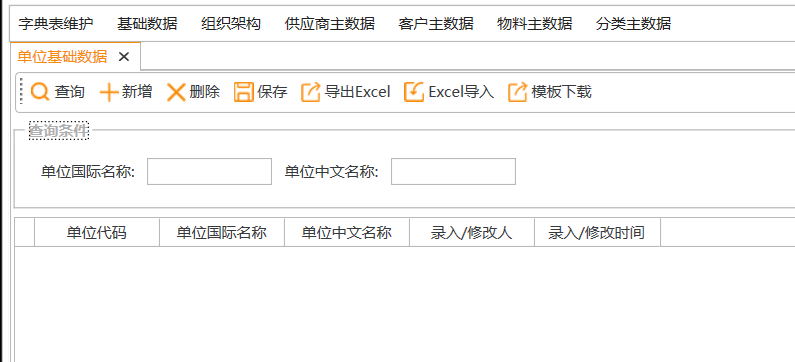 字典表维护 基础数据 组织架构 供应商主数据 客户主数据 物料主数据 分类主数据
单位基础数据
查询 新增 删除 保存 导出Excel Excel导入 模板下载
查询条件
单位国际名称: 单位中文名称:
单位代码 单位国际名称 单位中文名称 录入/修改人 录入/修改时间